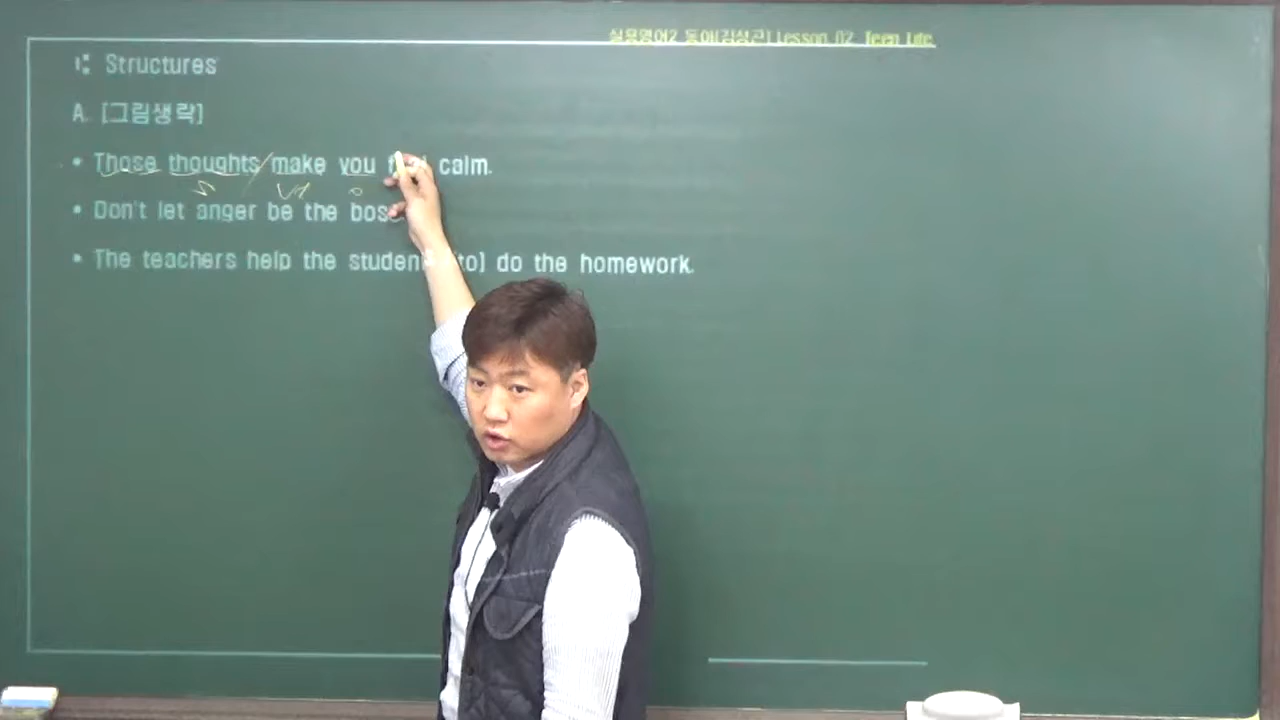 실용영어2 동아[김성곤] Lesson 02. Teen Life.
Structures
A. [그림생략]
• Those thoughts / make you calm.
S V O
• Don't let anger be the boss
• The teachers help the to] do the homework.